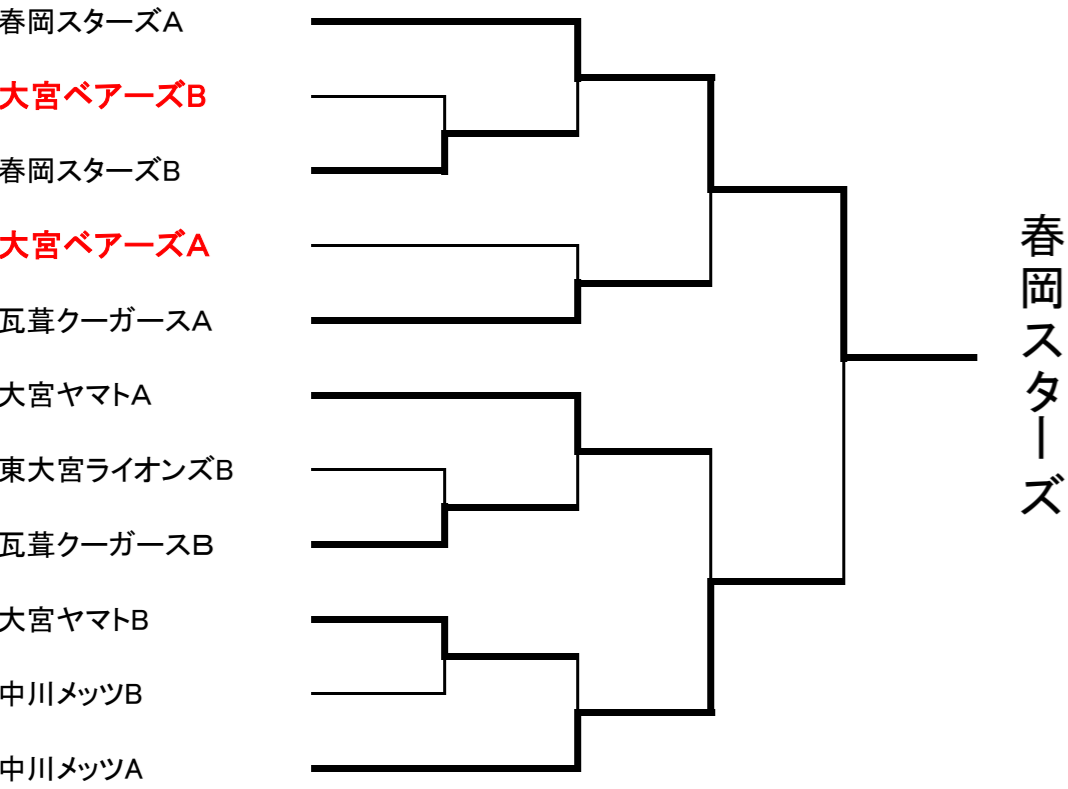 春岡スターズA
大宮ベアーズB
春岡スターズB
大宮ベアーズA
瓦葺クーガースA
大宮ヤマトA
東大宮ライオンズB
瓦葺クーガースB
大宮ヤマトB
中川メッツB
中川メッツA
春岡スターズ